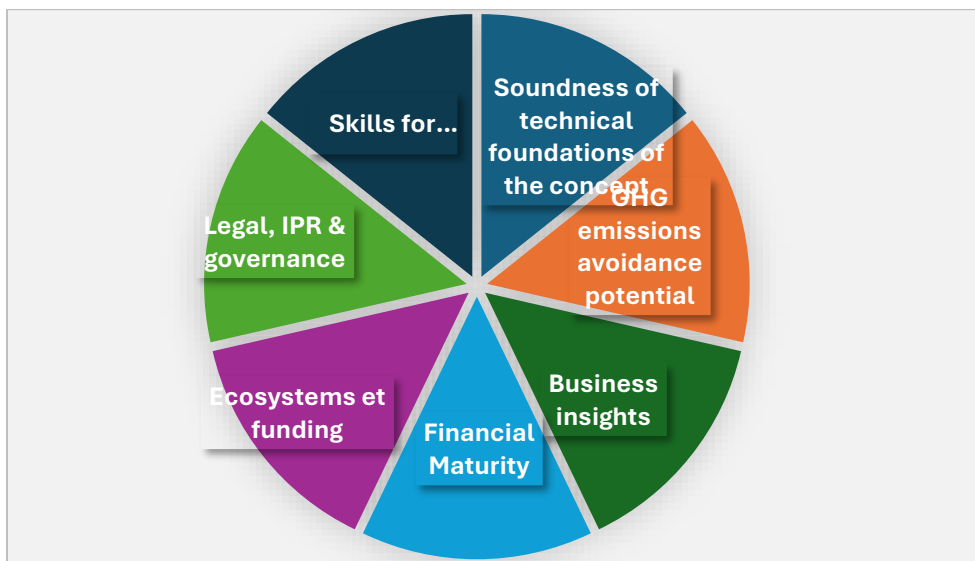 Soundness of
technical
foundations of
the concept
GHG
emissions
avoidance
potential
Business
insights
Financial
Maturity
Ecosystems et
funding
Legal, IPR &
governance
Skills for...